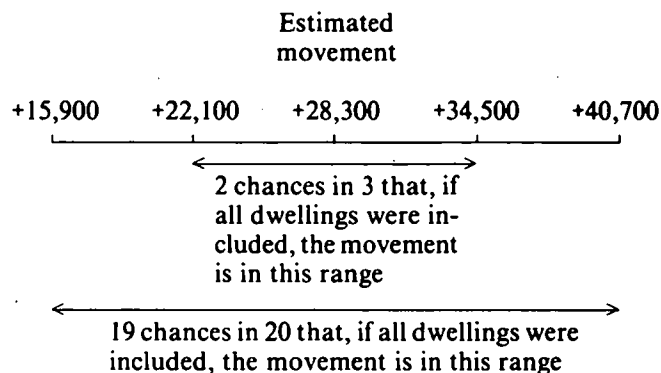 Estimated
movement
+15,900 +22,100 +28,300 +34,500 +40,700
2 chances in 3 that, if
all dwellings were in-
cluded, the movement
is in this range
19 chances in 20 that, if all dwellings were
included, the movement is in this range